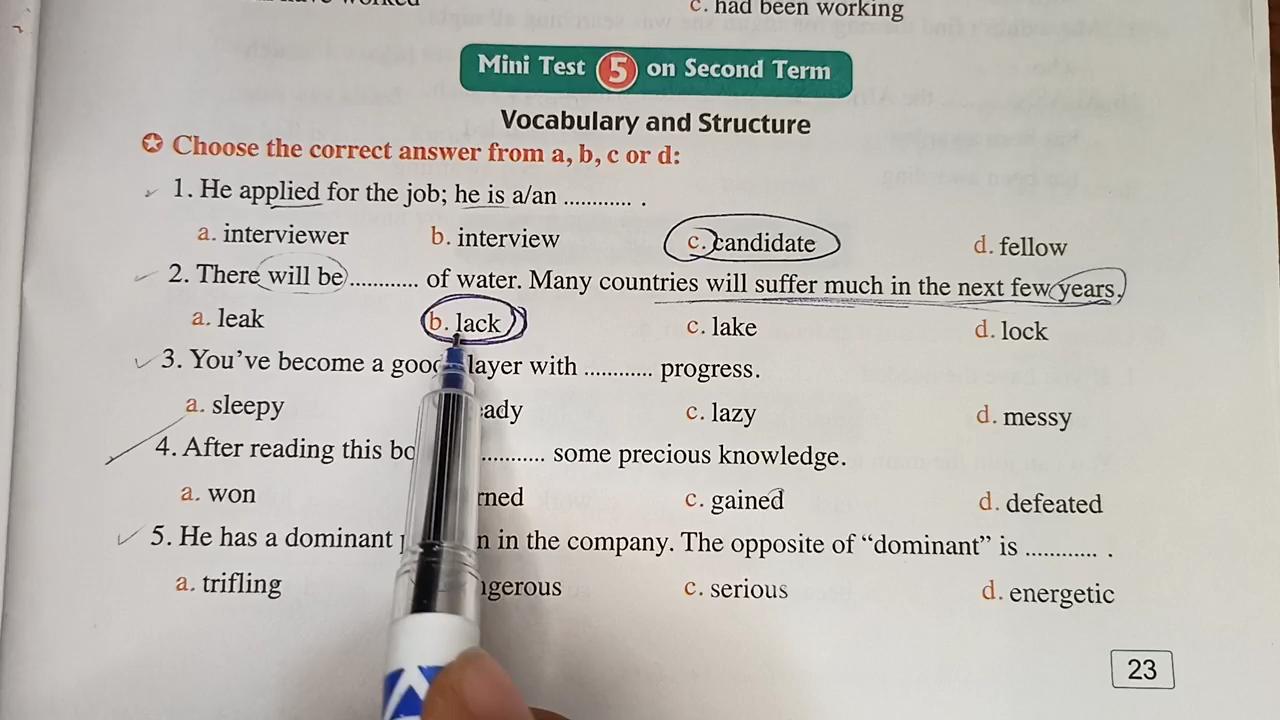 c. had been working
Mini Test 5 on Second Term
Vocabulary and Structure
Choose the correct answer from a, b, c or d:
1. He applied for the job; he is a/an ............ .
a. interviewer b. interview c. candidate d. fellow
2. There will be ............ of water. Many countries will suffer much in the next few years.
a. leak b. lack c. lake d. lock
3. You've become a good layer with ............ progress.
a. sleepy eady c. lazy d. messy
4. After reading this ............ some precious knowledge.
a. won rned c. gained d. defeated
5. He has a dominant n in the company. The opposite of "dominant" is ............ .
a. trifling ngerous c. serious d. energetic
23